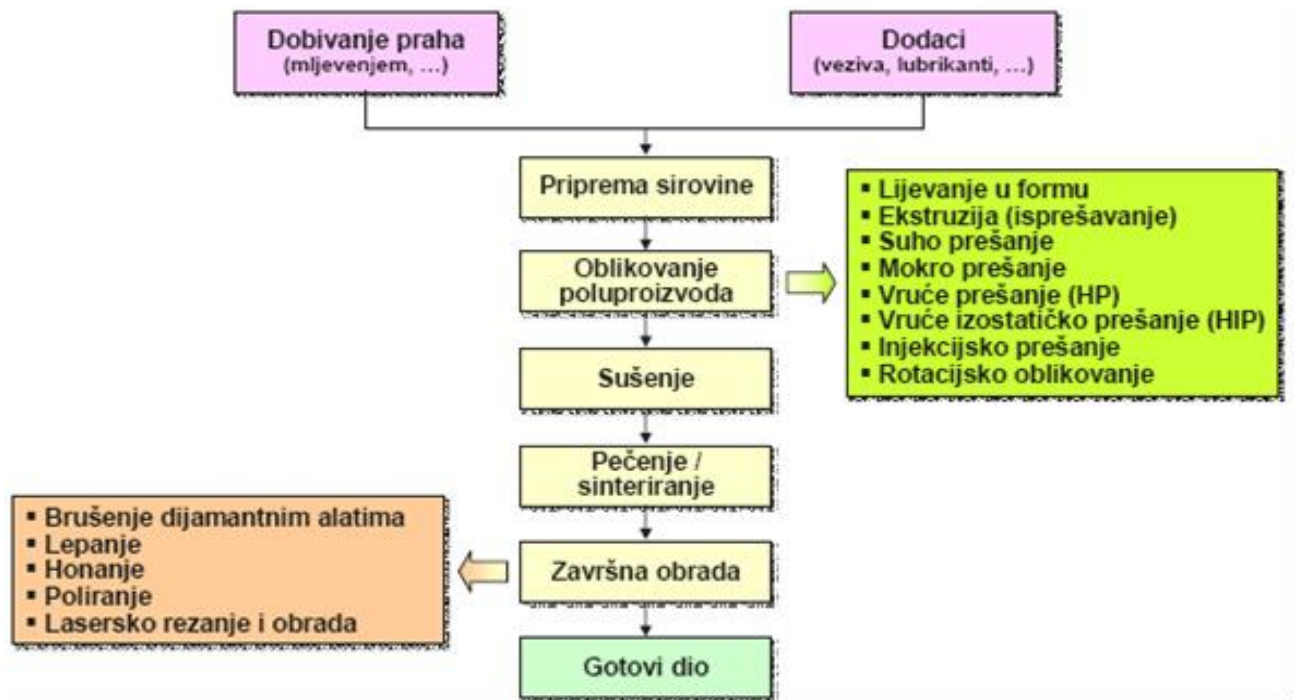 Dobivanje praha
(mljevenjem, ...)
Dodaci
(veziva, lubrikanti, ...)
Priprema sirovine
Oblikovanje
poluproizvoda
▪ Lijevanje u formu
▪ Ekstruzija (isprešavanje)
▪ Suho prešanje
▪ Mokro prešanje
▪ Vruće prešanje (HP)
▪ Vruće izostatičko prešanje (HIP)
▪ Injekcijsko prešanje
▪ Rotacijsko oblikovanje
Sušenje
Pečenje /
sinteriranje
Završna obrada
▪ Brušenje dijamantnim alatima
▪ Lepanje
▪ Honanje
▪ Poliranje
▪ Lasersko rezanje i obrada
Gotovi dio